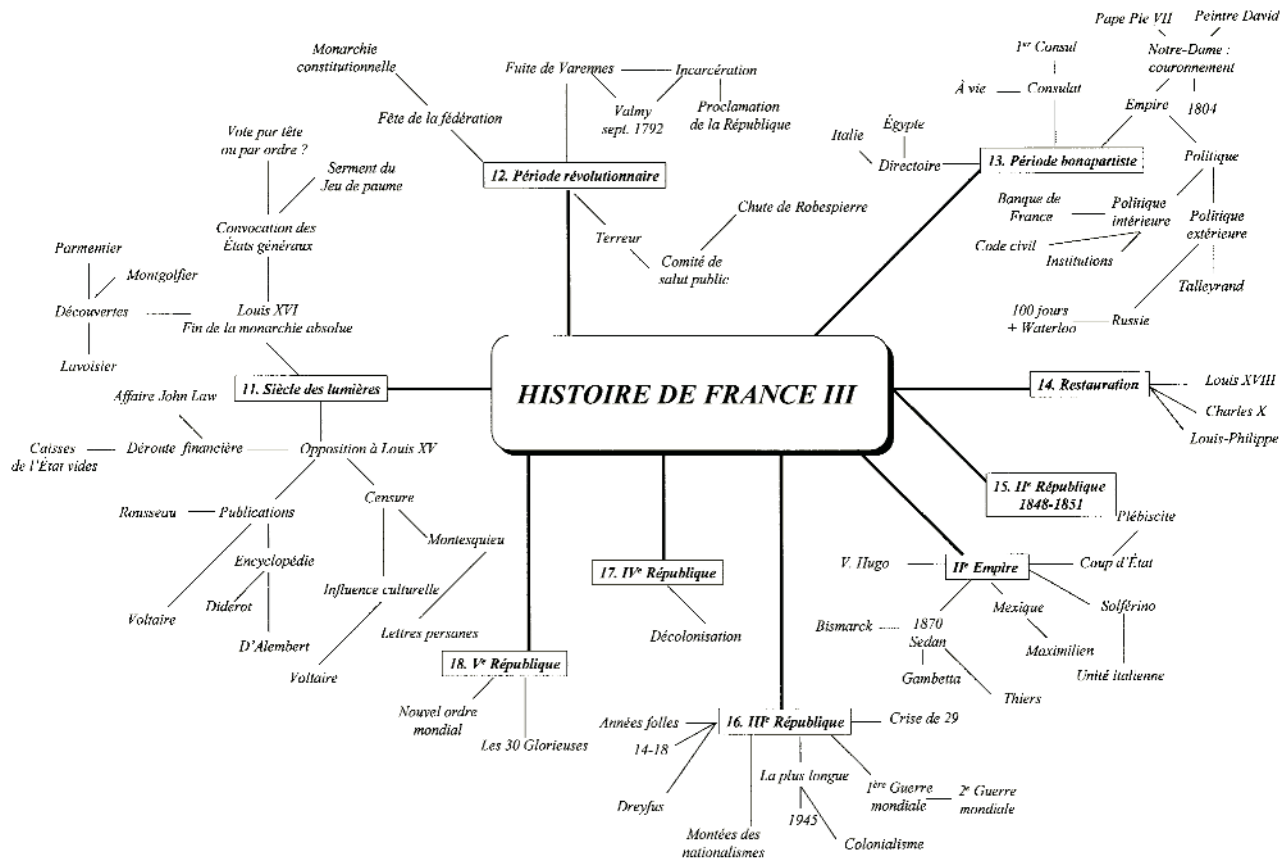 HISTOIRE DE FRANCE III
11. Siècle des lumières
Louis XVI
Fin de la monarchie absolue
Convocation des
États généraux
Vote par tête
ou par ordre ?
Serment du
Jeu de paume
Découvertes
Parmentier
Montgolfier
Lavoisier
Opposition à Louis XV
Déroute financière
Affaire John Law
Caisses
de l'État vides
Publications
Rousseau
Voltaire
Encyclopédie
Diderot
D'Alembert
Censure
Montesquieu
Lettres persanes
Influence culturelle
Voltaire
12. Période révolutionnaire
Fête de la fédération
Monarchie
constitutionnelle
Fuite de Varennes
Incarcération
Valmy
sept. 1792
Proclamation
de la République
Terreur
Comité de
salut public
Chute de Robespierre
13. Période bonapartiste
Directoire
Italie
Égypte
Consulat
À vie
1er Consul
Empire
Notre-Dame :
couronnement
Pape Pie VII
Peintre David
1804
Politique
Politique
intérieure
Banque de
France
Code civil
Institutions
Politique
extérieure
Talleyrand
Russie
100 jours
+ Waterloo
14. Restauration
Louis XVIII
Charles X
Louis-Philippe
15. IIe République
1848-1851
IIe Empire
V. Hugo
Coup d'État
Plébiscite
Solférino
Unité italienne
Mexique
Maximilien
1870
Sedan
Bismarck
Gambetta
Thiers
16. IIIe République
Années folles
14-18
Dreyfus
Montées des
nationalismes
La plus longue
1945
Colonialisme
1ère Guerre
mondiale
2e Guerre
mondiale
Crise de 29
17. IVe République
Décolonisation
18. Ve République
Nouvel ordre
mondial
Les 30 Glorieuses